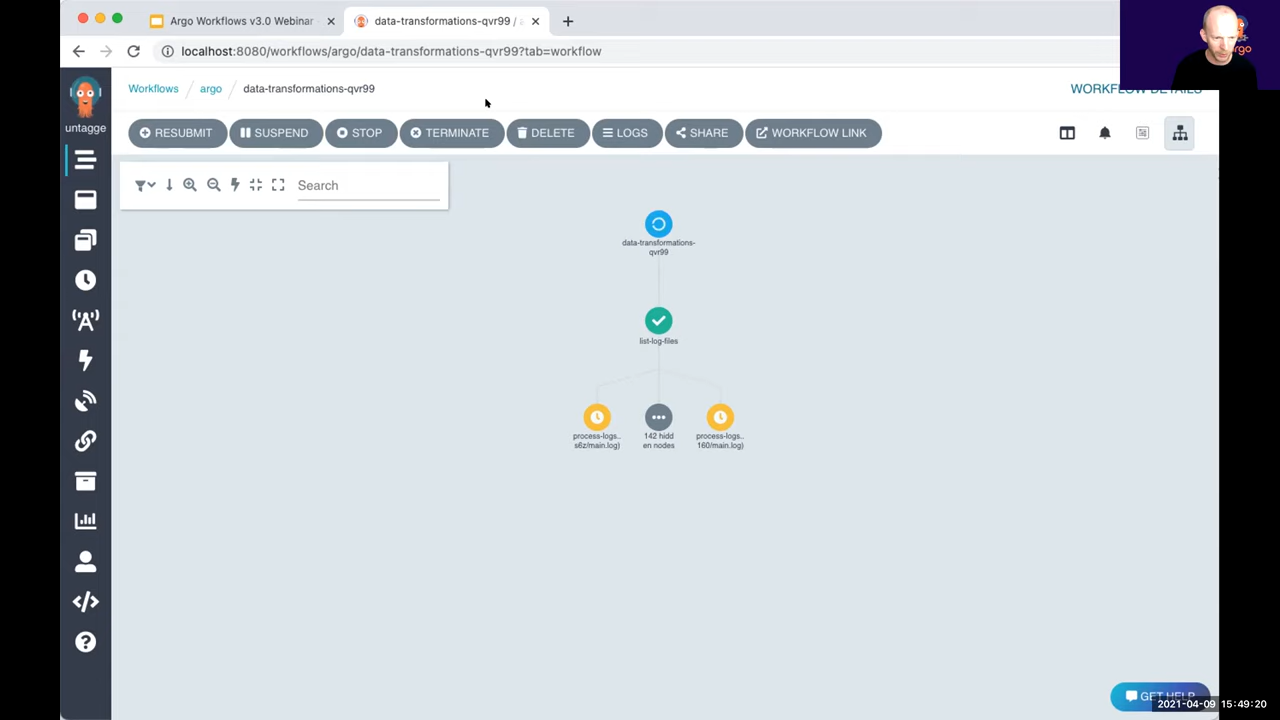 Argo Workflows v3.0 Webinar
data-transformations-qvr99 /
localhost:8080/workflows/argo/data-transformations-qvr99?tab=workflow
rgo
untagge
Workflows / argo / data-transformations-qvr99
WORKFLOW DETAILS
RESUBMIT SUSPEND STOP TERMINATE DELETE LOGS SHARE WORKFLOW LINK
Search
data-transformations-
qvr99
list-log-files
process-logs..
s6z/main.log)
142 hidd
en nodes
process-logs..
160/main.log)
GET HELP
2021-04-09 15:49:20